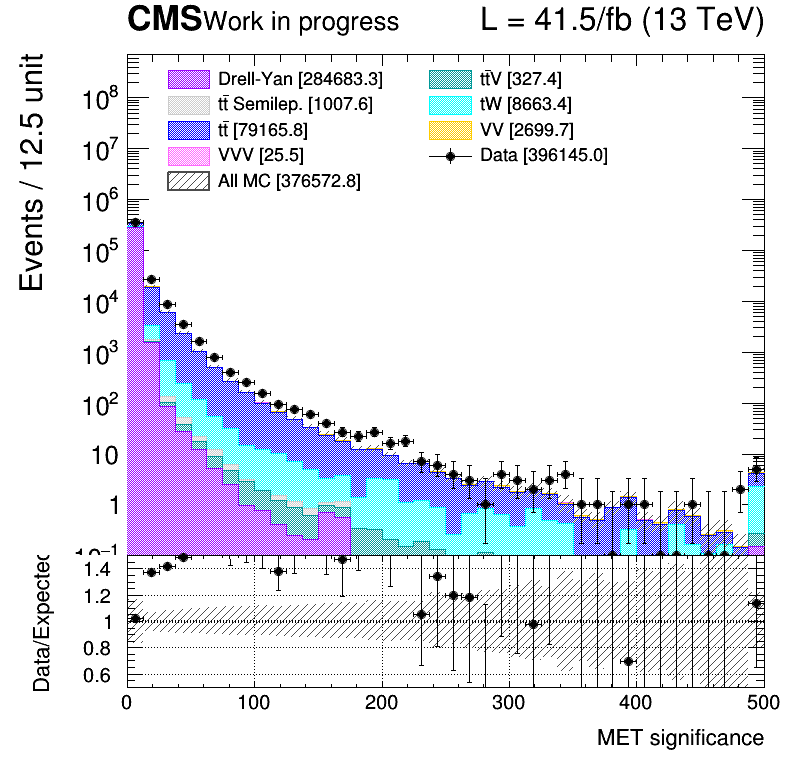 CMS Work in progress L = 41.5/fb (13 TeV)
Events / 12.5 unit
Drell-Yan [284683.3]
tt̄ Semilep. [1007.6]
tt̄ [79165.8]
VVV [25.5]
All MC [376572.8]
tt̄V [327.4]
tW [8663.4]
VV [2699.7]
Data [396145.0]
10⁸
10⁷
10⁶
10⁵
10⁴
10³
10²
10
1
10⁻¹
Data/Expected
1.4
1.2
1
0.8
0.6
0 100 200 300 400 500
MET significance